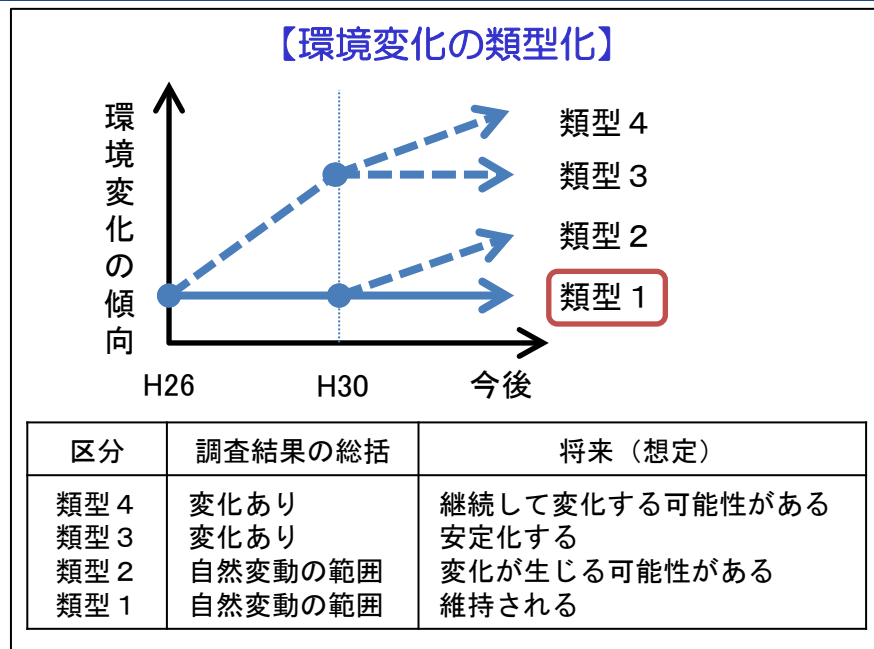 【環境変化の類型化】
環境変化の傾向
類型４
類型３
類型２
類型１
H26 H30 今後
区分 調査結果の総括 将来（想定）
類型４ 変化あり 継続して変化する可能性がある
類型３ 変化あり 安定化する
類型２ 自然変動の範囲 変化が生じる可能性がある
類型１ 自然変動の範囲 維持される